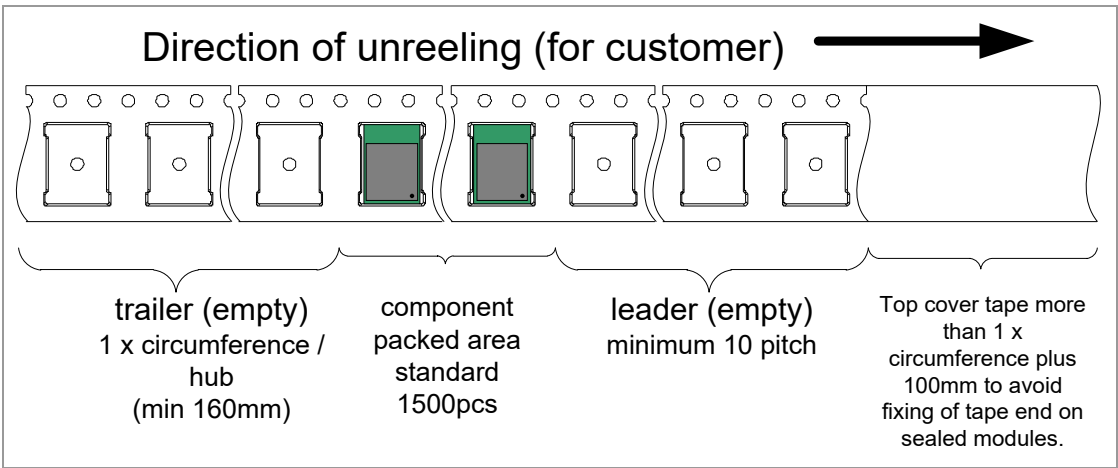 Direction of unreeling (for customer)
trailer (empty)
1 x circumference /
hub
(min 160mm)
component
packed area
standard
1500pcs
leader (empty)
minimum 10 pitch
Top cover tape more
than 1 x
circumference plus
100mm to avoid
fixing of tape end on
sealed modules.